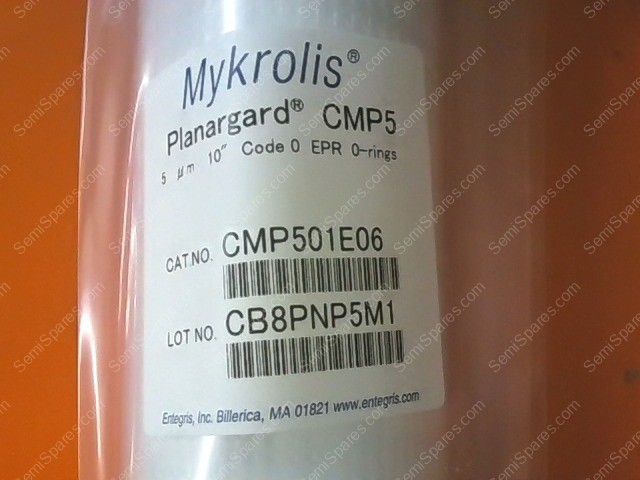 Mykrolis®
Planargard® CMP5
5 μm 10" Code 0 EPR O-rings
CAT.NO. CMP501E06
LOT NO. CB8PNP5M1
Entegris, Inc. Billerica, MA 01821 www.entegris.com
SemiSpares.com